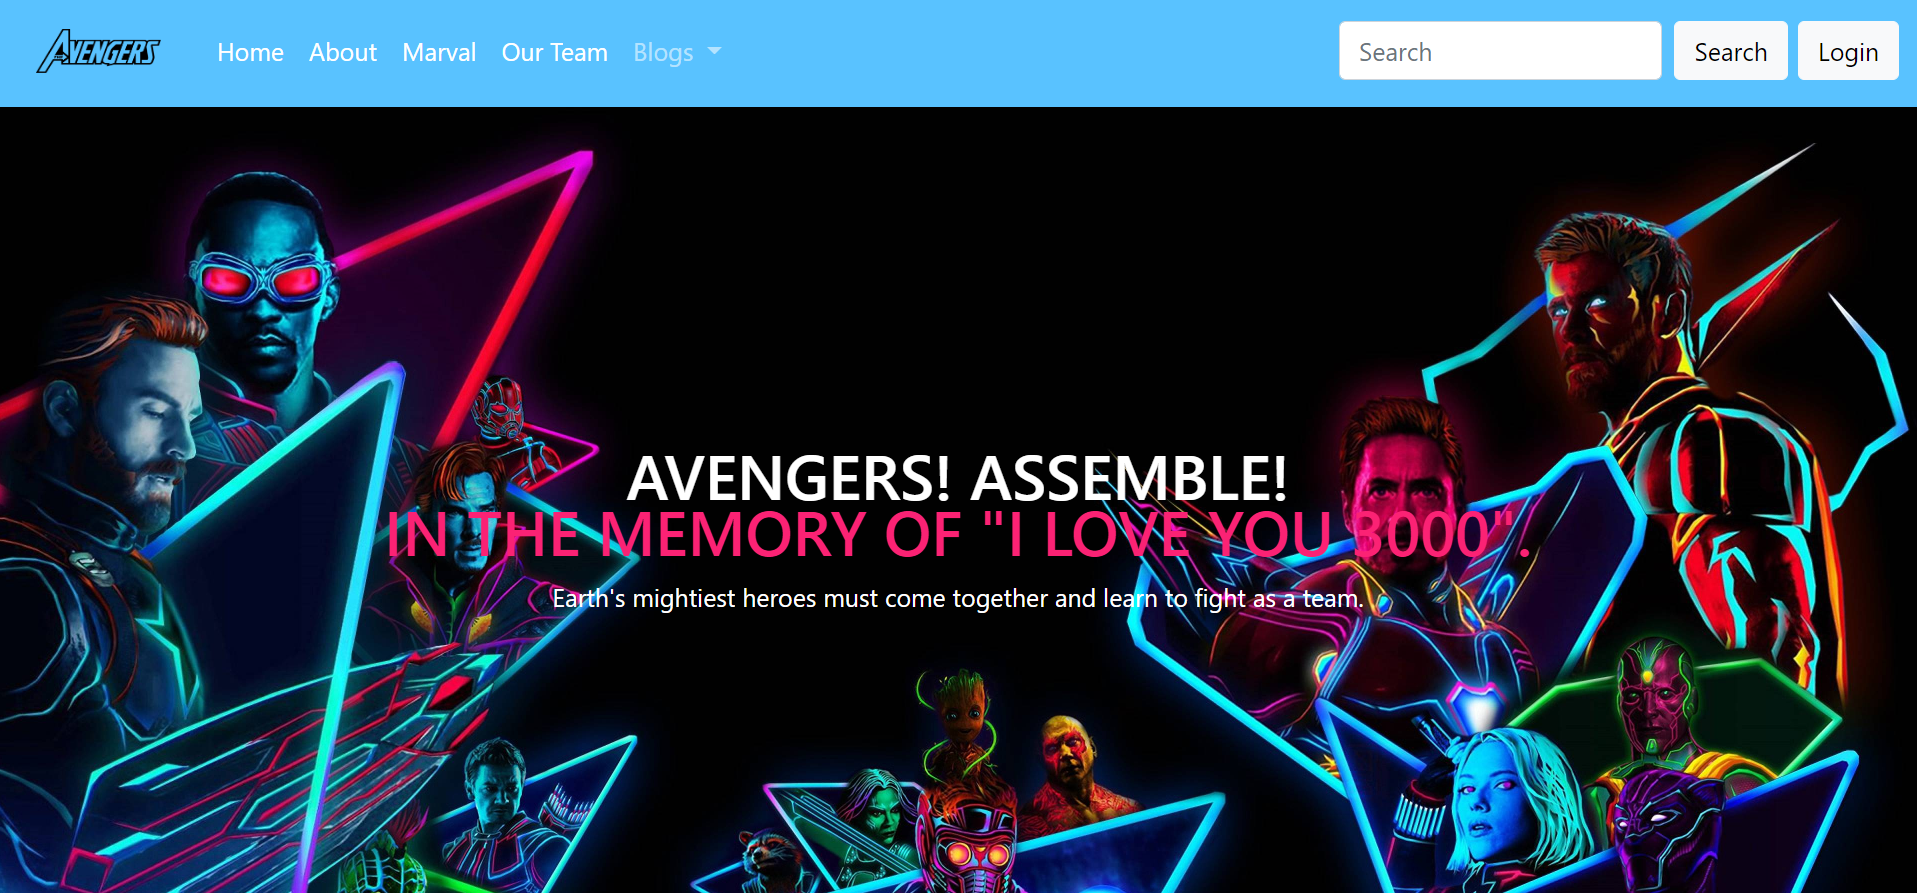 AVENGERS Home About Marval Our Team Blogs Search Search Login
AVENGERS! ASSEMBLE!
IN THE MEMORY OF "I LOVE YOU 3000".
Earth's mightiest heroes must come together and learn to fight as a team.